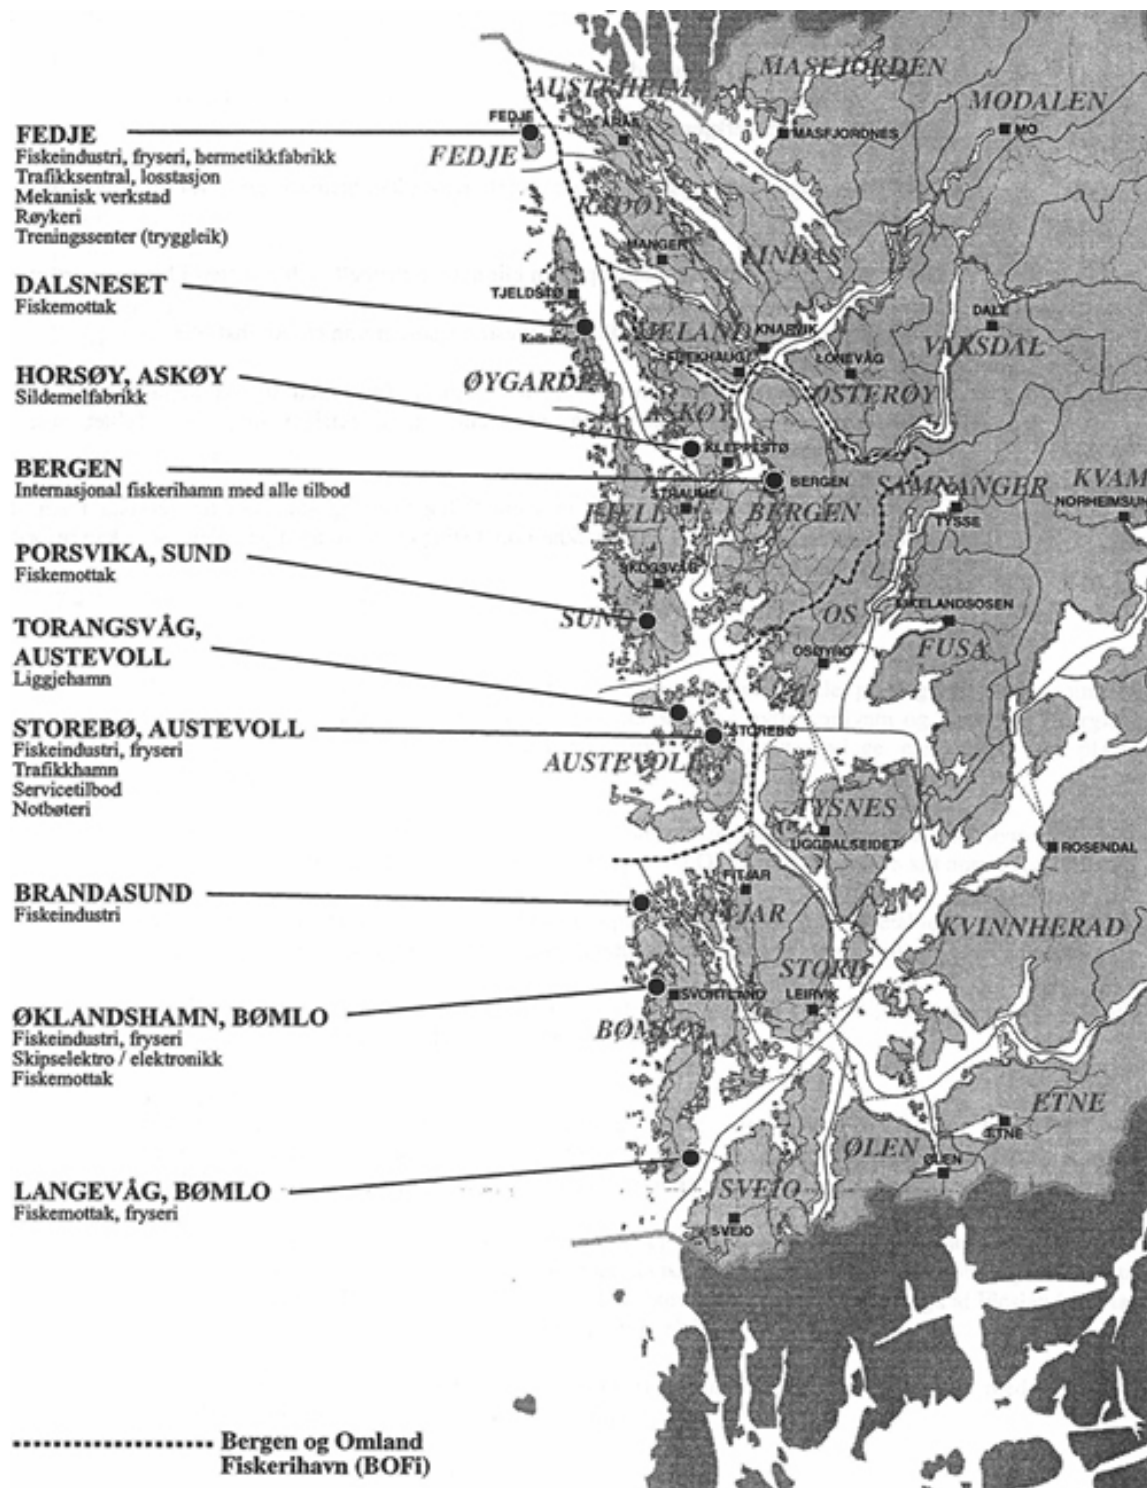 FEDJE
Fiskeindustri, fryseri, hermetikkfabrikk
Trafikksentral, losstasjon
Mekanisk verkstad
Røykeri
Treningssenter (tryggleik)
DALSNESET
Fiskemottak
HORSØY, ASKØY
Sildemelfabrikk
BERGEN
Internasjonal fiskerihamn med alle tilbod
PORSVIKA, SUND
Fiskemottak
TORANGSVÅG,
AUSTEVOLL
Liggjehamn
STOREBØ, AUSTEVOLL
Fiskeindustri, fryseri
Trafikkhamn
Servicetilbod
Notbøteri
BRANDASUND
Fiskeindustri
ØKLANDSHAMN, BØMLO
Fiskeindustri, fryseri
Skipselektro / elektronikk
Fiskemottak
LANGEVÅG, BØMLO
Fiskemottak, fryseri
Bergen og Omland
Fiskerihavn (BOFi)
MASFJORDEN
AUSTRHEIM
MODALEN
FEDJE
ÅRÅS
MASFJORDNES
MO
FEDJE
RADØY
MANGER
LINDÅS
TJELDSTØ
DALE
MELAND
KNARVIK
VAKSDAL
FREKHAUG
LONEVÅG
ØYGARDEN
OSTERØY
ASKØY
KLEPPESTØ
BERGEN
SAMNANGER
KVAM
STRAUME
NORHEIMSUN
FJELL
BERGEN
TYSSE
SKOGSVÅG
SUND
OS
EIKELANDSOSEN
FUSA
OSØYRO
STOREBØ
AUSTEVOLL
TYSNES
UGGDALSEIDET
ROSENDAL
FITJAR
FITJAR
KVINNHERAD
STORD
SVORTLAND
LEIRVIK
BØMLO
ETNE
ETNE
ØLEN
ØLEN
SVEIO
SVEIO